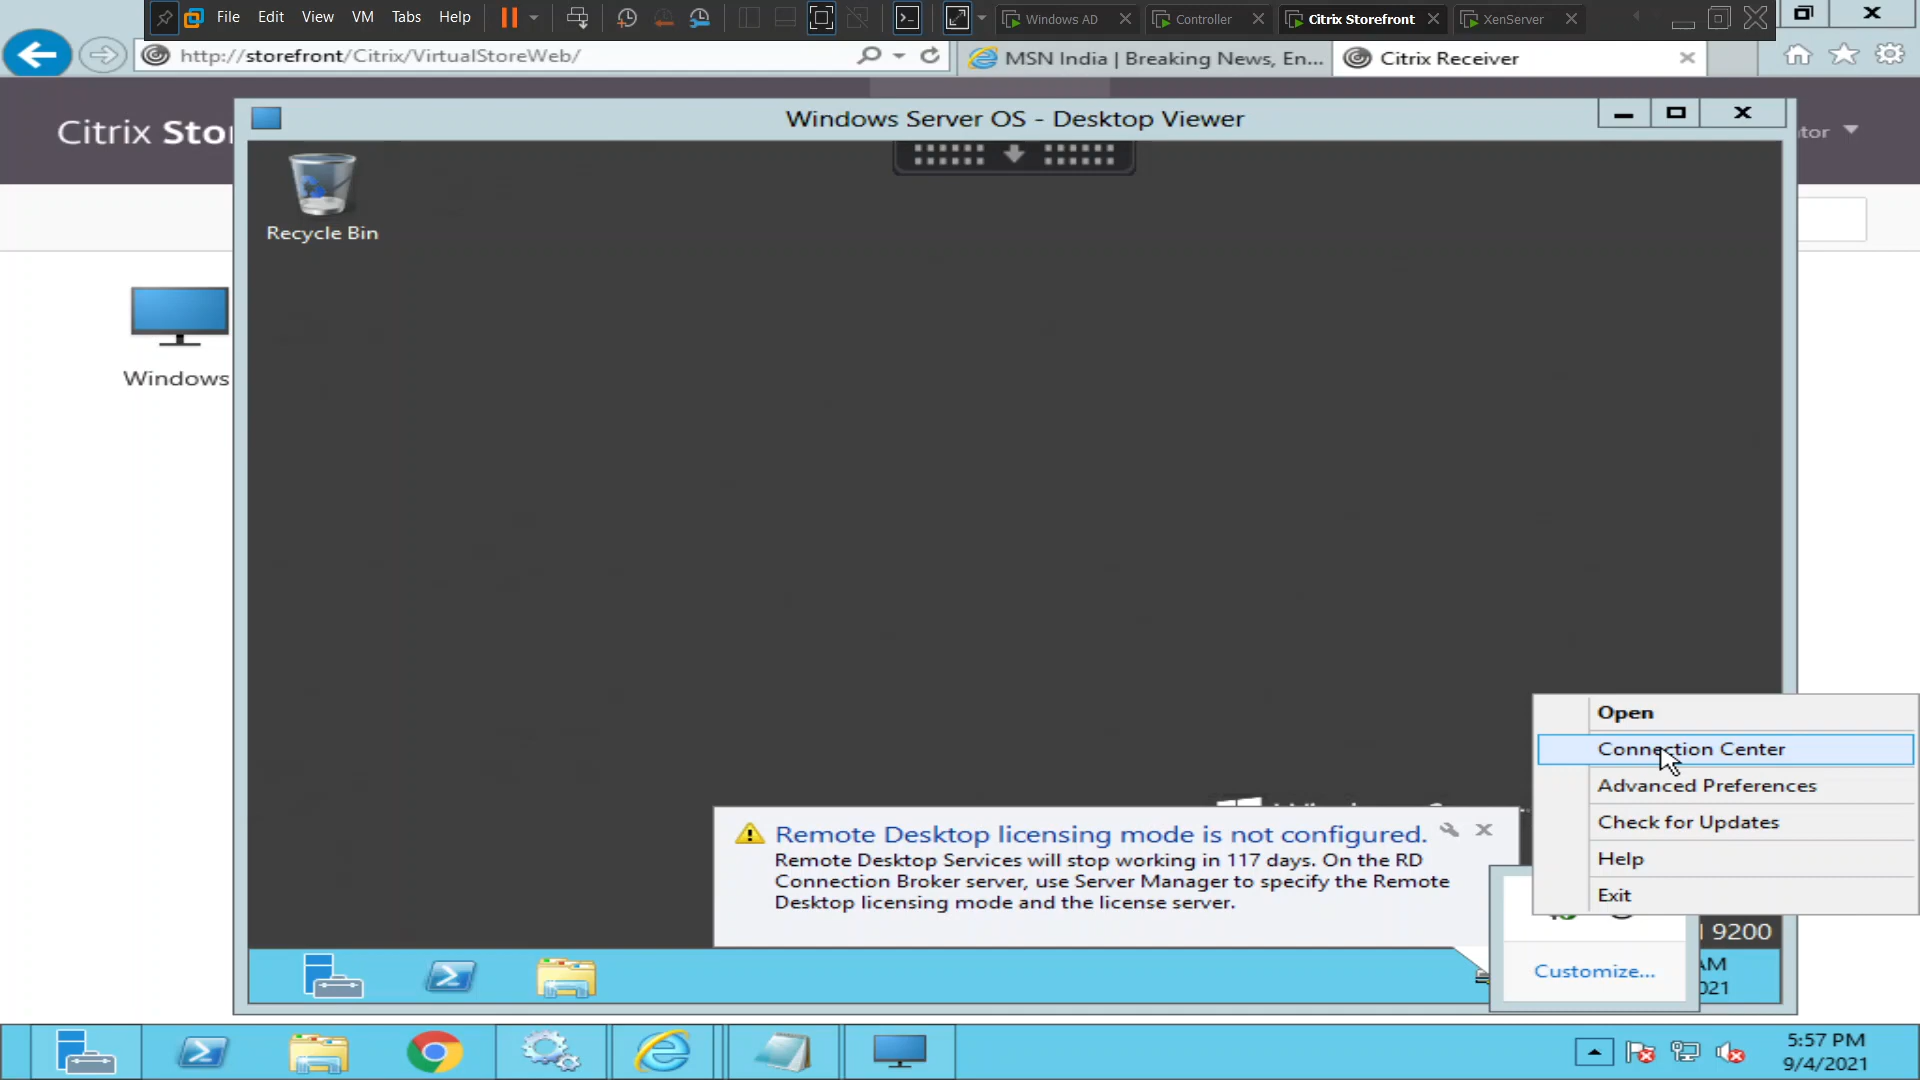 File Edit View VM Tabs Help
Windows AD
Controller
Citrix Storefront
XenServer
http://storefront/Citrix/VirtualStoreWeb/
MSN India | Breaking News, En...
Citrix Receiver
Citrix
Windows Server OS - Desktop Viewer
Recycle Bin
Windows
Open
Connection Center
Advanced Preferences
Check for Updates
Help
Exit
Remote Desktop licensing mode is not configured.
Remote Desktop Services will stop working in 117 days. On the RD
Connection Broker server, use Server Manager to specify the Remote
Desktop licensing mode and the license server.
9200
Customize...
AM
5:57 PM
9/4/2021